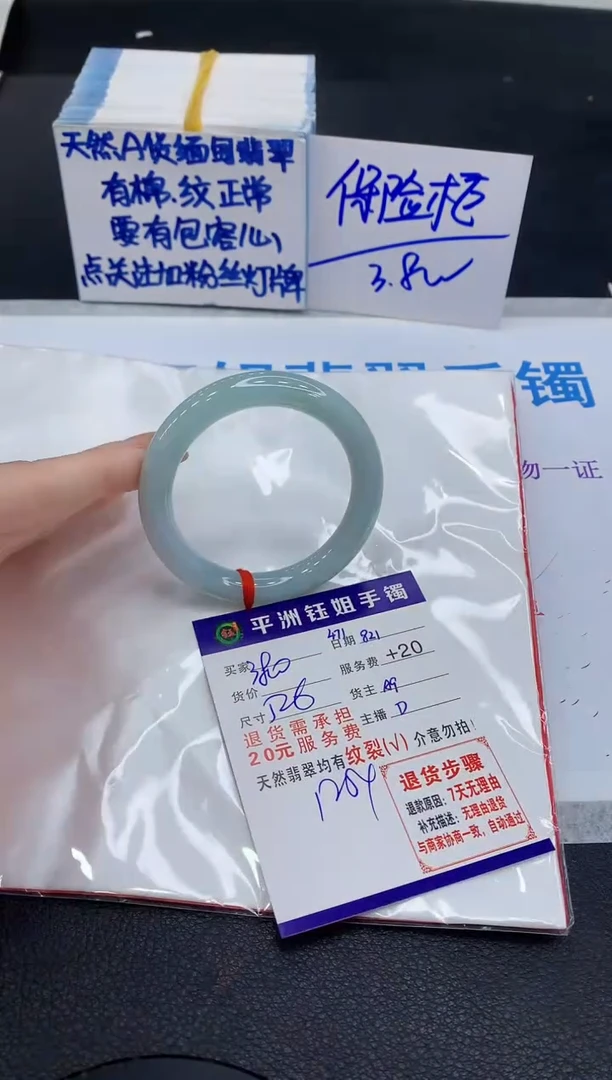 天然A货缅甸翡翠
有棉.纹正常
要有包容心
点关注加粉丝灯牌
保险柜
3.8w
翡翠手镯
物一证
平洲钰姐手镯
买家
日期 821
货价 380
服务费 +20
尺寸
货主 A9
主播 D
退货需承担
20元服务费
天然翡翠均有纹裂(√) 介意勿拍!
退货步骤
退款原因:7天无理由
补充描述:无理由退货
与商家协商一致,自动通过